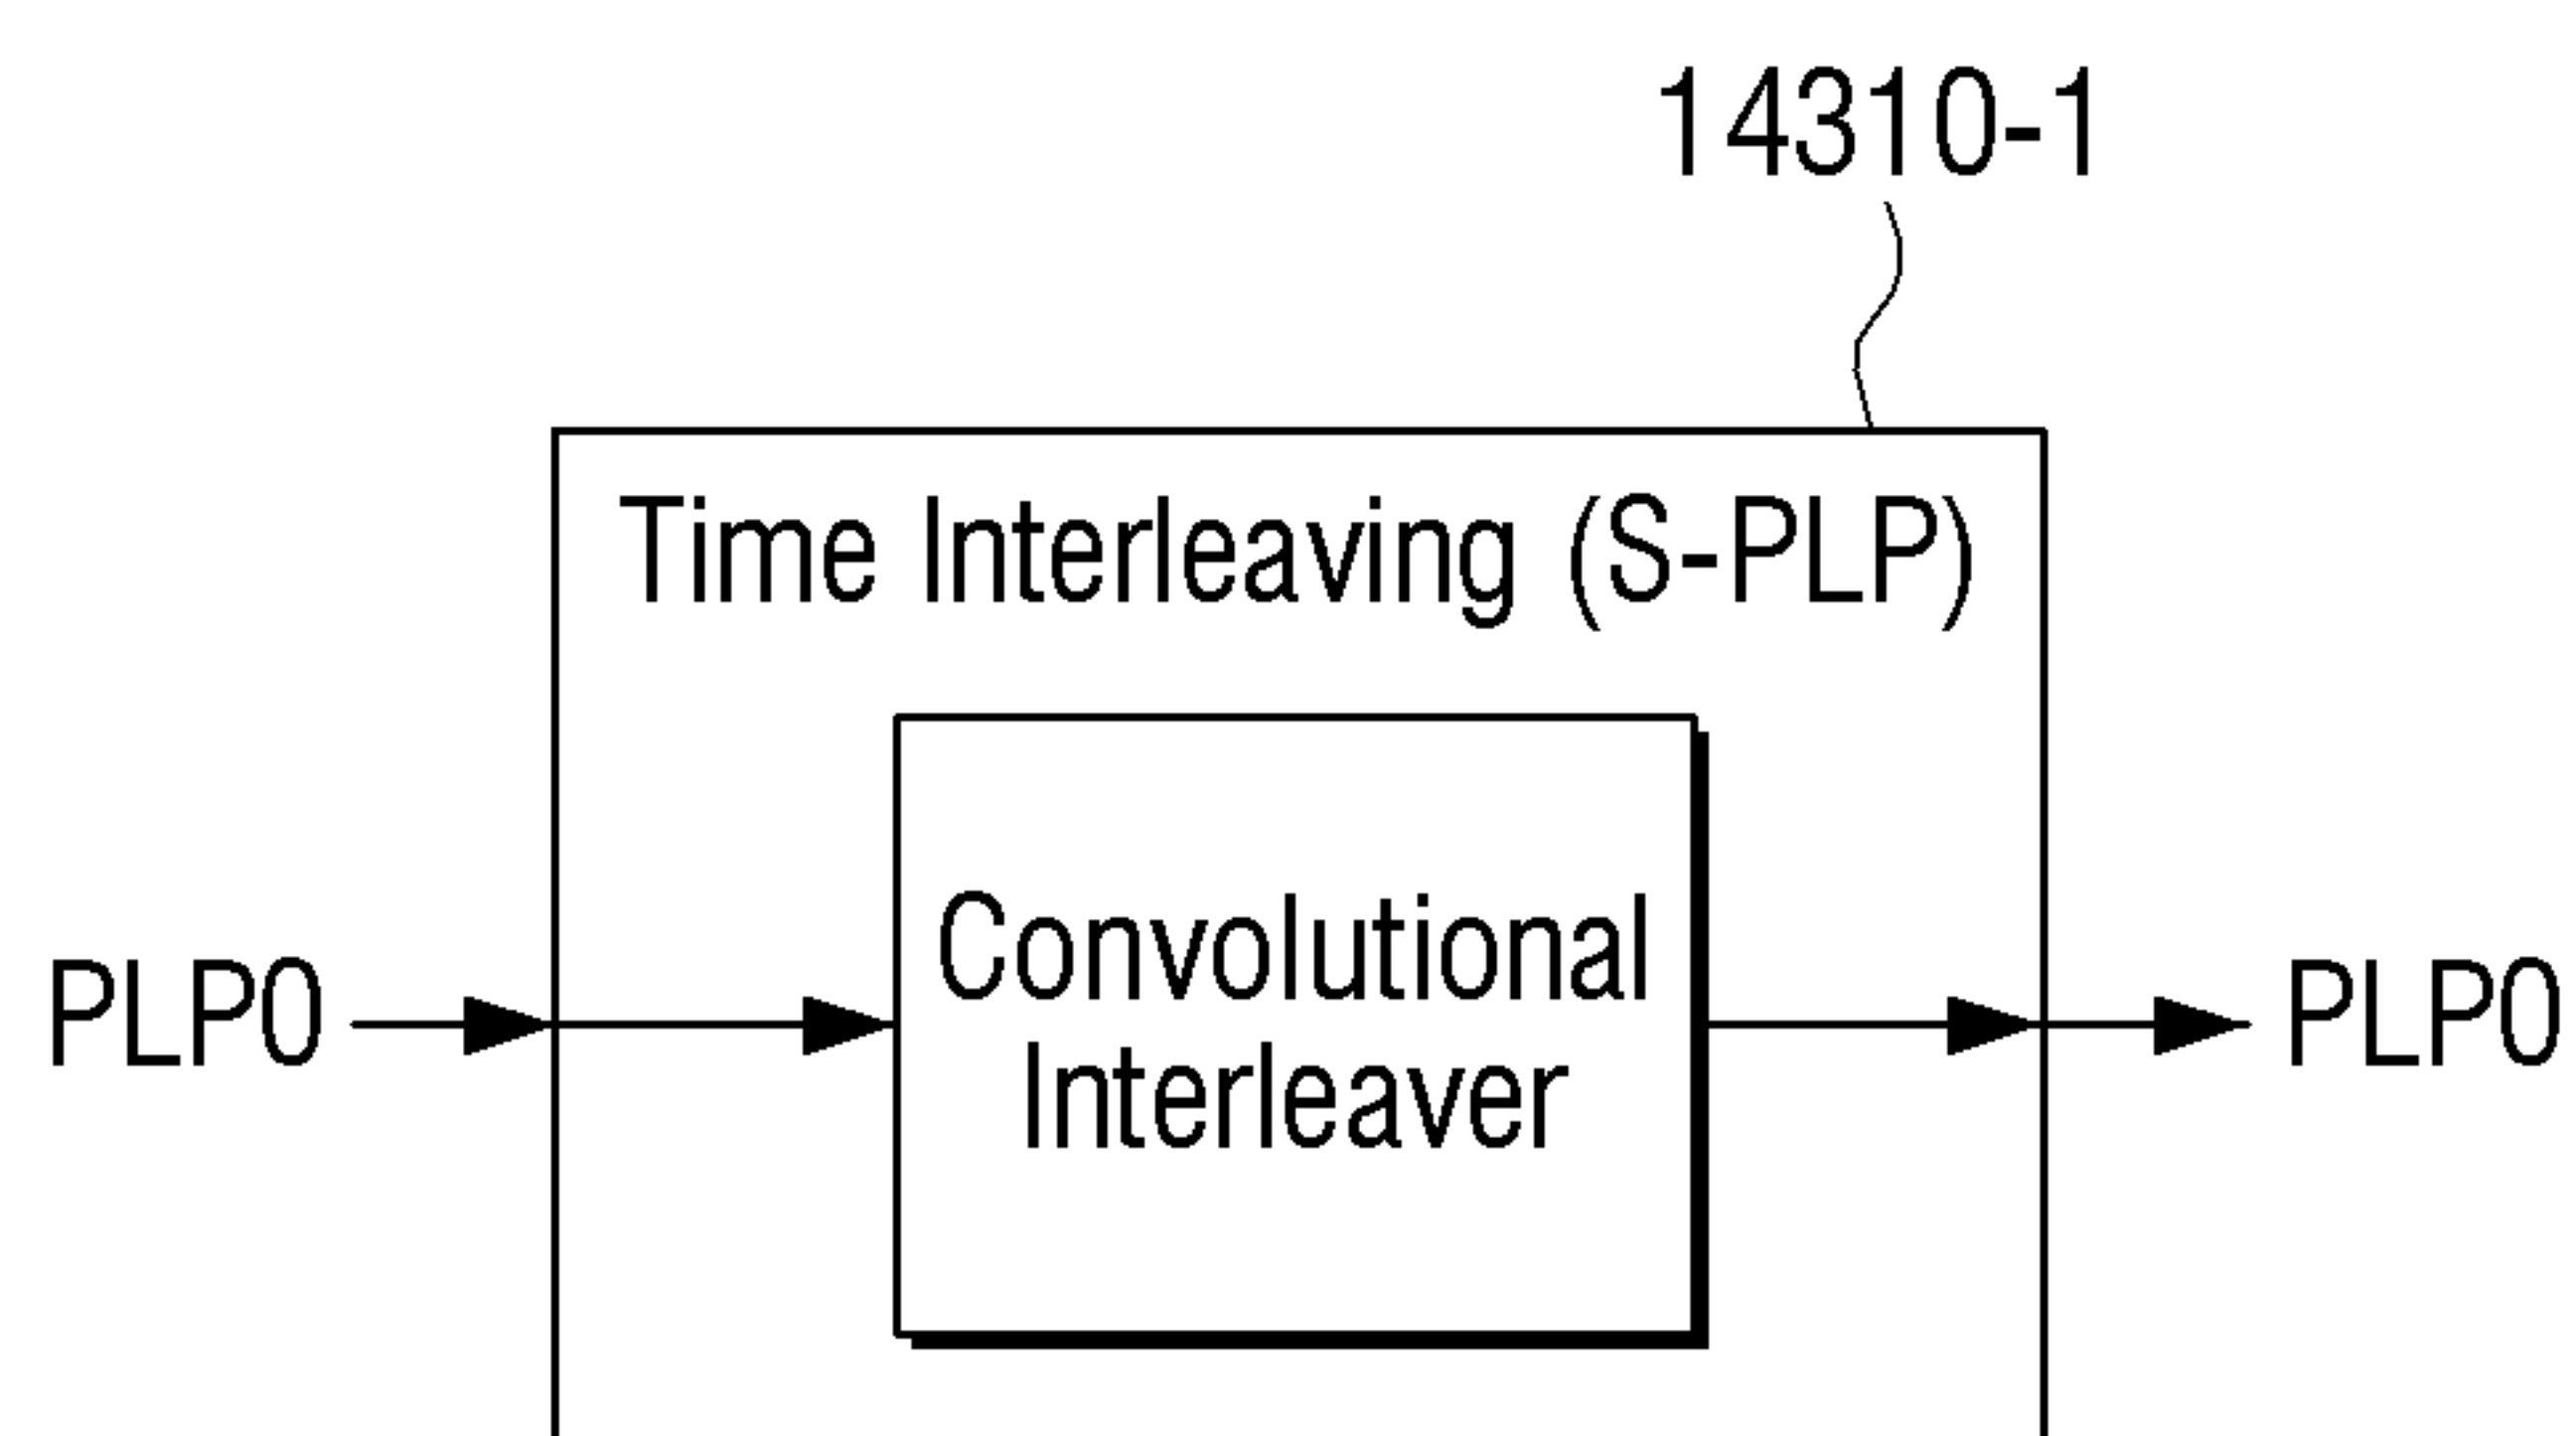 14310-1
Time Interleaving (S-PLP)
Convolutional
Interleaver
PLP0
PLP0